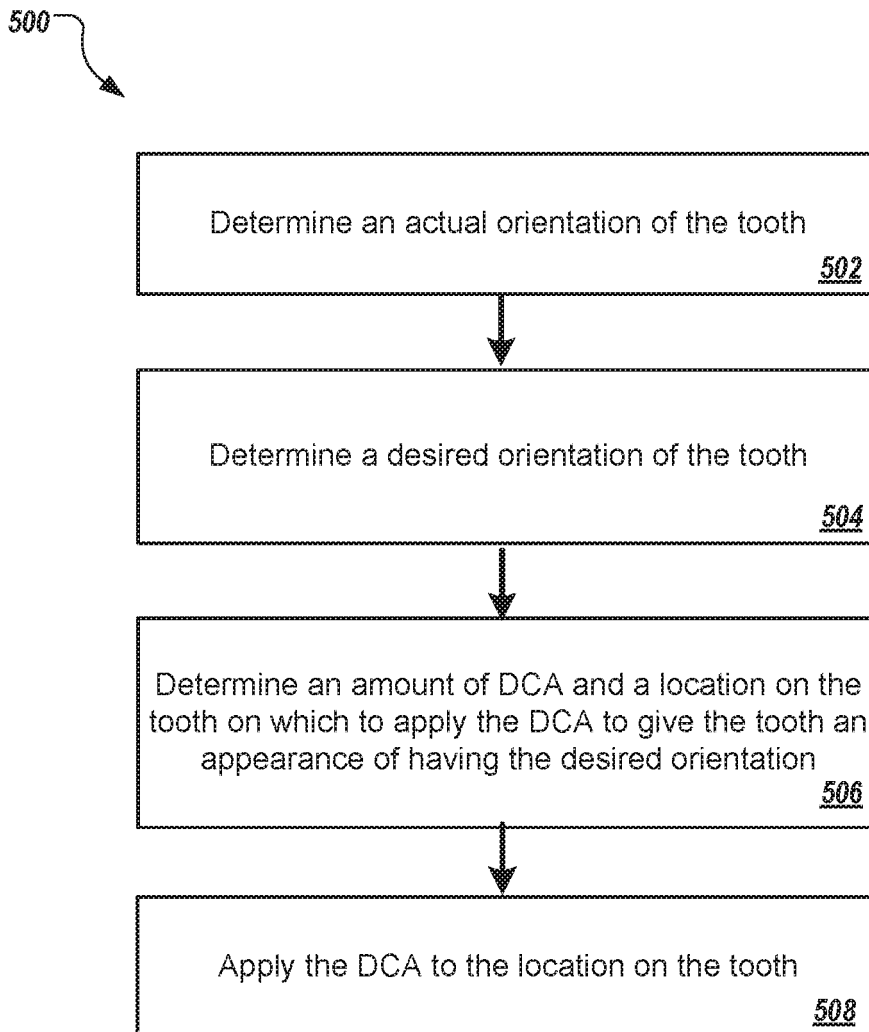 500
Determine an actual orientation of the tooth
502
Determine a desired orientation of the tooth
504
Determine an amount of DCA and a location on the
tooth on which to apply the DCA to give the tooth an
appearance of having the desired orientation
506
Apply the DCA to the location on the tooth
508